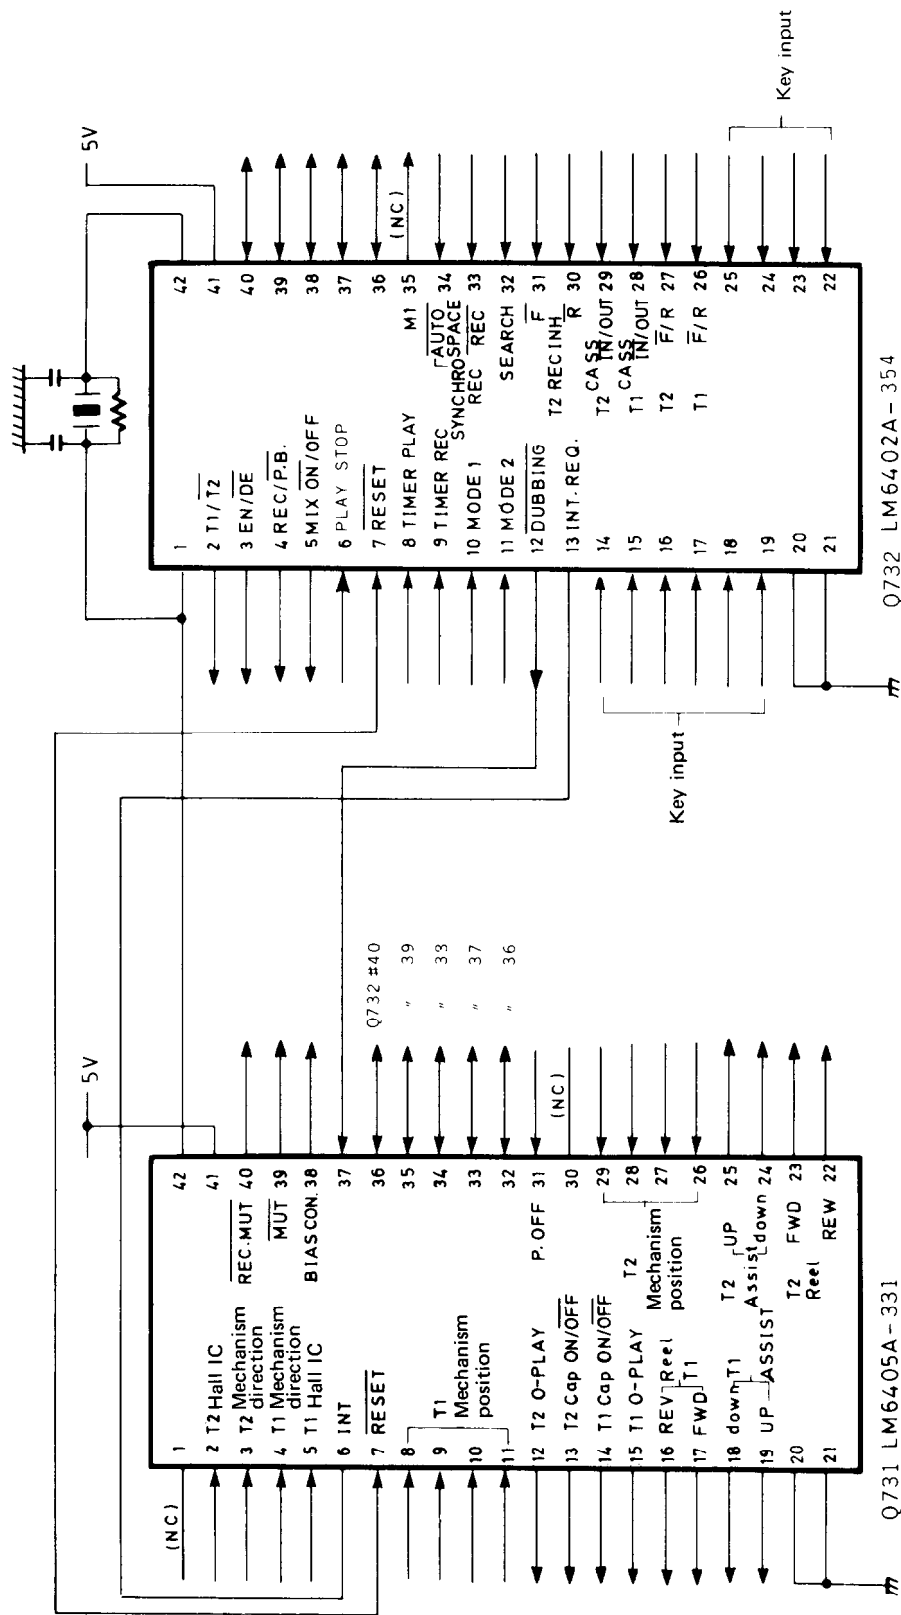 5V
Q732 #40
〃 39
〃 33
〃 37
〃 36
(NC)
(NC)
1
2 T2 Hall IC
3 T2 Mechanism direction
4 T1 Mechanism direction
5 T1 Hall IC
6 INT
7 RESET
8
9
10
11
T1 Mechanism position
12 T2 O-PLAY
13 T2 Cap ON/OFF
14 T1 Cap ON/OFF
15 T1 O-PLAY
16 REV Reel
17 FWD T1
18 down T1
19 UP ASSIST
20
21
42
41
REC.MUT 40
MUT 39
BIAS CON. 38
37
36
35
34
33
32
P.OFF 31
30
29
28
27
26
T2 Mechanism position
T2 Assist
UP 25
down 24
T2 Reel
FWD 23
REW 22
Q731 LM6405A-331
5V
1
2 T1/T2
3 EN/DE
4 REC/P.B.
5 MIX ON/OFF
6 PLAY STOP
7 RESET
8 TIMER PLAY
9 TIMER REC
10 MODE 1
11 MODE 2
12 DUBBING
13 INT. REQ.
14
15
16
17
18
19
20
21
Key input
42
41
40
39
38
37
36
M1 35
(NC)
AUTO SPACE 34
SYNCHRO REC REC 33
SEARCH 32
T2 REC INH
F 31
R 30
T2 CASS IN/OUT 29
T1 CASS IN/OUT 28
T2 F/R 27
T1 F/R 26
25
24
23
22
Key input
Q732 LM6402A-354